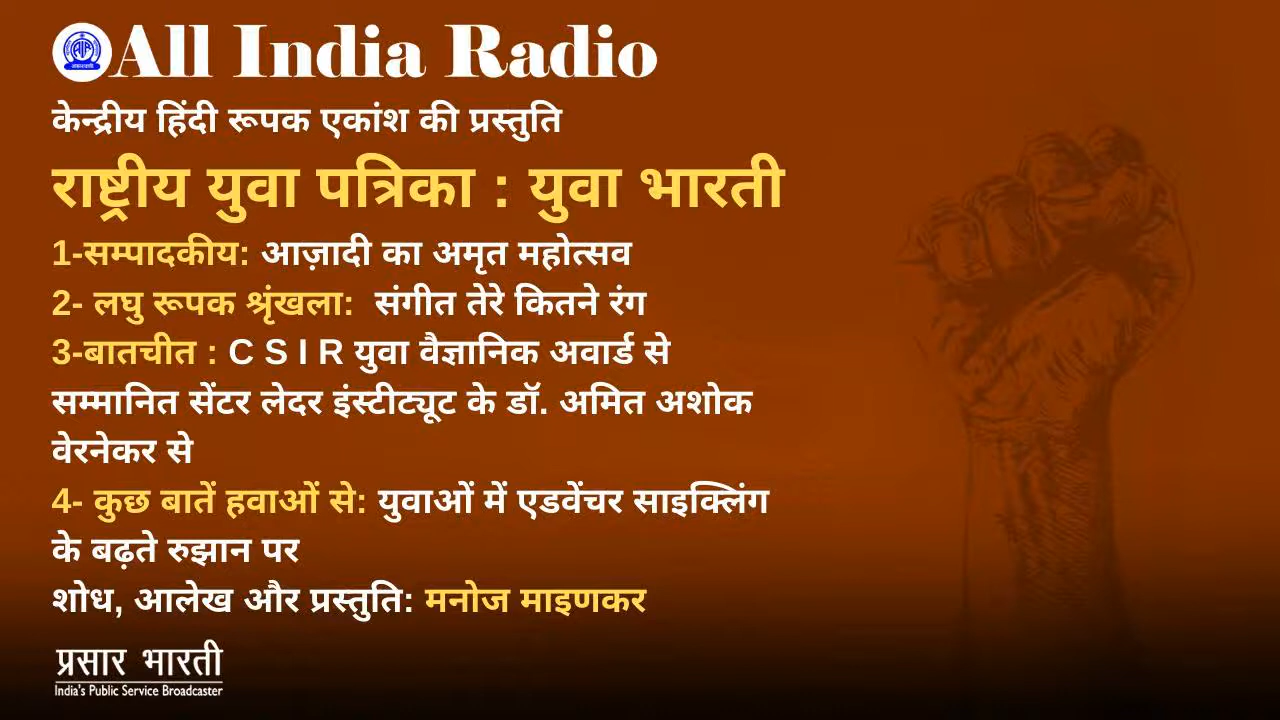 All India Radio
केन्द्रीय हिंदी रूपक एकांश की प्रस्तुति
राष्ट्रीय युवा पत्रिका : युवा भारती
1-सम्पादकीय: आज़ादी का अमृत महोत्सव
2- लघु रूपक श्रृंखला: संगीत तेरे कितने रंग
3-बातचीत : C S I R युवा वैज्ञानिक अवार्ड से
सम्मानित सेंटर लेदर इंस्टीट्यूट के डॉ. अमित अशोक
वेरनेकर से
4- कुछ बातें हवाओं से: युवाओं में एडवेंचर साइक्लिंग
के बढ़ते रुझान पर
शोध, आलेख और प्रस्तुति: मनोज माइणकर
प्रसार भारती
India's Public Service Broadcaster